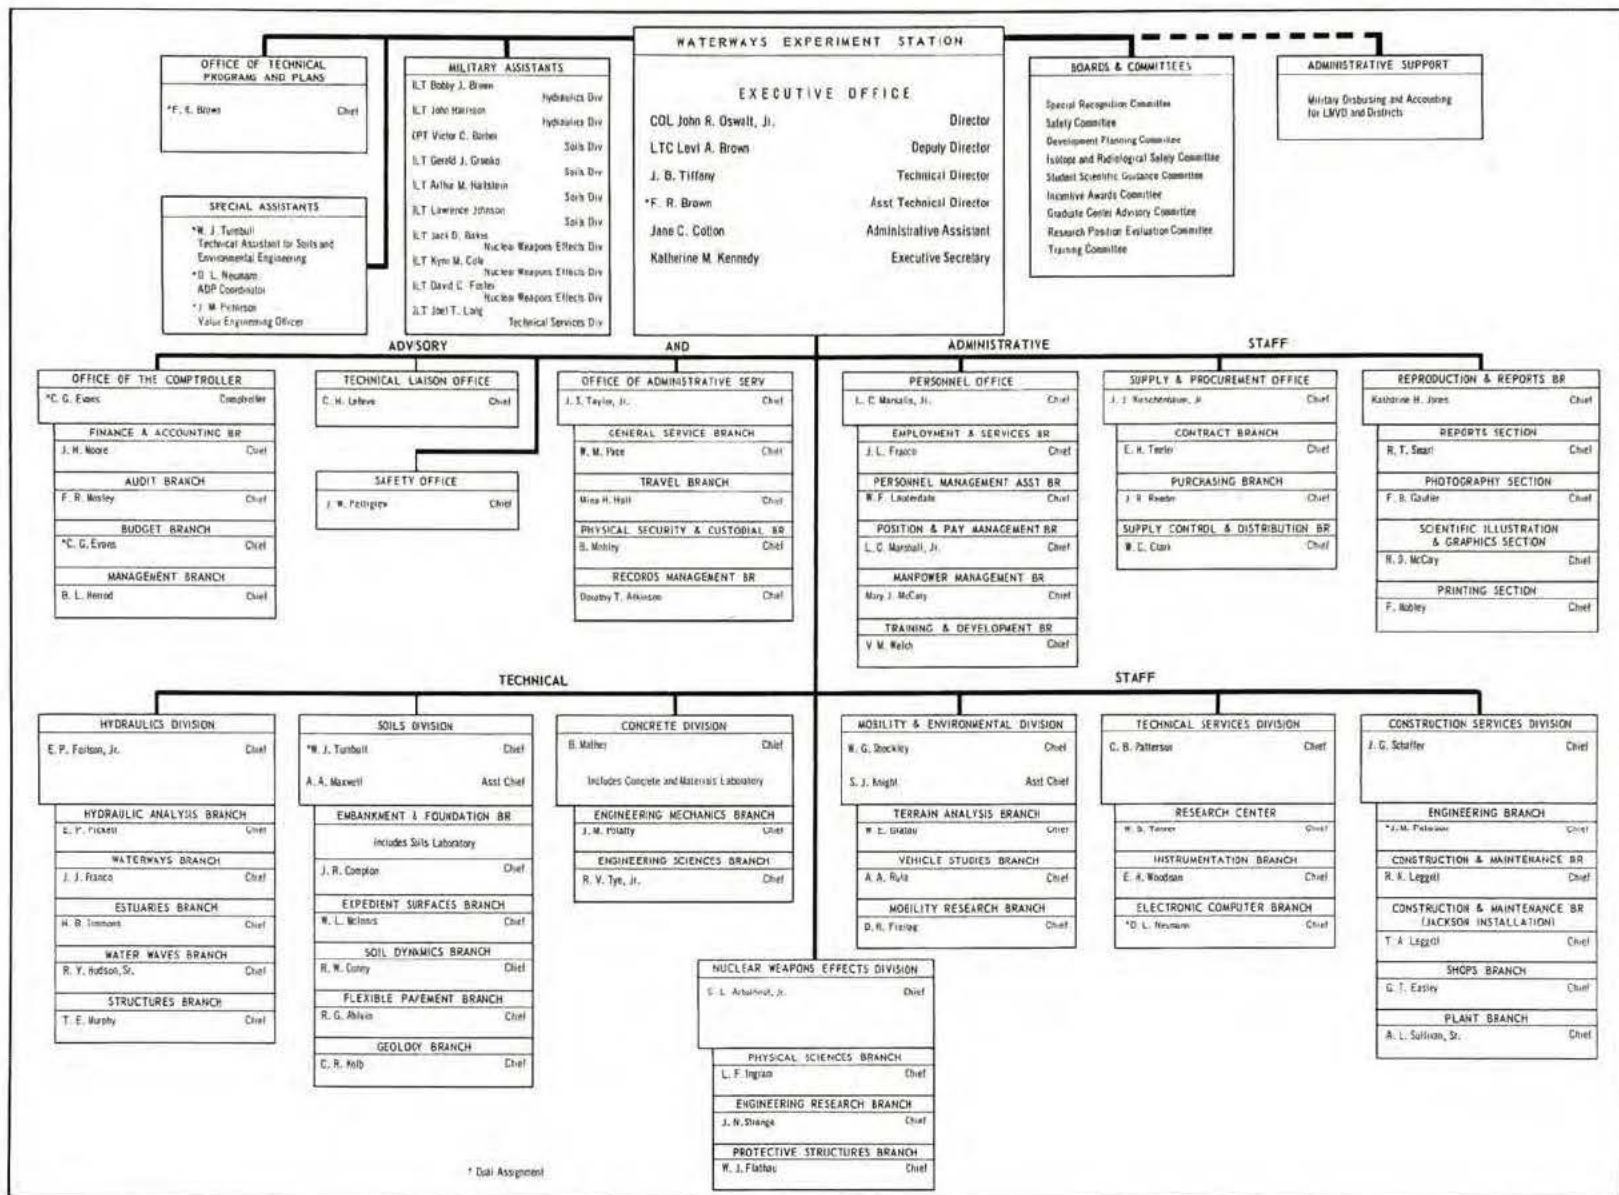 WATERWAYS EXPERIMENT STATION
EXECUTIVE OFFICE
COL John R. Oswalt, Jr. Director
LTC Levi A. Brown Deputy Director
J. B. Tiffany Technical Director
*F. R. Brown Asst Technical Director
Jane C. Cotton Administrative Assistant
Katherine M. Kennedy Executive Secretary
OFFICE OF TECHNICAL
PROGRAMS AND PLANS
*F. R. Brown Chief
SPECIAL ASSISTANTS
*W. J. Turnbull
Technical Assistant for Soils and
Environmental Engineering
*D. L. Neumann
ADP Coordinator
*J. M. Peterson
Value Engineering Officer
MILITARY ASSISTANTS
Bobby J. Brown
Hydraulics Div
John Harrison
Hydraulics Div
CPT Victor C. Barber
Soils Div
Gerald J.
Soils Div
Arthur M.
Soils Div
Lawrence Johnson
Soils Div
Jack D.
Nuclear Weapons Effects Div
M. Cole
Nuclear Weapons Effects Div
David C. Foster
Nuclear Weapons Effects Div
Joel T. Lang
Technical Services Div
BOARDS & COMMITTEES
Special Recognition Committee
Safety Committee
Development Planning Committee
Isotope and Radiological Safety Committee
Student Scientific Guidance Committee
Incentive Awards Committee
Graduate Center Advisory Committee
Research Position Evaluation Committee
Training Committee
ADMINISTRATIVE SUPPORT
Military Disbursing and Accounting
for LMVD and Districts
ADVISORY AND ADMINISTRATIVE STAFF
OFFICE OF THE COMPTROLLER
*C. G. Evans Comptroller
FINANCE & ACCOUNTING BR
J. H. Moore Chief
AUDIT BRANCH
F. R. Mosley Chief
BUDGET BRANCH
*C. G. Evans Chief
MANAGEMENT BRANCH
B. L. Herrod Chief
TECHNICAL LIAISON OFFICE
C. H. Lefeve Chief
SAFETY OFFICE
J. W. Pettigrew Chief
OFFICE OF ADMINISTRATIVE SERV
J. S. Taylor, Jr. Chief
GENERAL SERVICE BRANCH
W. M. Pace Chief
TRAVEL BRANCH
Mina H. Hall Chief
PHYSICAL SECURITY & CUSTODIAL BR
B. Mobley Chief
RECORDS MANAGEMENT BR
Dorothy T. Atkinson Chief
PERSONNEL OFFICE
L. C. Jr. Chief
EMPLOYMENT & SERVICES BR
J. L. Franco Chief
PERSONNEL MANAGEMENT ASST BR
W. F. Lauderdale Chief
POSITION & PAY MANAGEMENT BR
L. C. Marshall, Jr. Chief
MANPOWER MANAGEMENT BR
Mary J. McCary Chief
TRAINING & DEVELOPMENT BR
V M. Welch Chief
SUPPLY & PROCUREMENT OFFICE
J. J. Kirschenbaum, Jr Chief
CONTRACT BRANCH
E. H. Chief
PURCHASING BRANCH
J. R. Chief
SUPPLY CONTROL & DISTRIBUTION BR
W. C. Clark Chief
REPRODUCTION & REPORTS BR
Katharine H. Jones Chief
REPORTS SECTION
R. T. Chief
PHOTOGRAPHY SECTION
F. B. Gautier Chief
SCIENTIFIC ILLUSTRATION
& GRAPHICS SECTION
R. D. McCary Chief
PRINTING SECTION
F. Mobley Chief
TECHNICAL STAFF
HYDRAULICS DIVISION
E. P. Fortson, Jr. Chief
HYDRAULIC ANALYSIS BRANCH
E. P. Pickett Chief
WATERWAYS BRANCH
J. J. Franco Chief
ESTUARIES BRANCH
H. B. Simmons Chief
WATER WAVES BRANCH
R. Y. Hudson, Sr. Chief
STRUCTURES BRANCH
T. E. Murphy Chief
SOILS DIVISION
*W. J. Turnbull Chief
A. A. Maxwell Asst Chief
EMBANKMENT & FOUNDATION BR
Includes Soils Laboratory
J. R. Compton Chief
EXPEDIENT SURFACES BRANCH
W. L. McInnis Chief
SOIL DYNAMICS BRANCH
R. W. Cunny Chief
FLEXIBLE PAVEMENT BRANCH
R. G. Ahlvin Chief
GEOLOGY BRANCH
C. R. Kolb Chief
CONCRETE DIVISION
B. Mather Chief
Includes Concrete and Materials Laboratory
ENGINEERING MECHANICS BRANCH
J. M. Polatty Chief
ENGINEERING SCIENCES BRANCH
R. V. Tye, Jr. Chief
MOBILITY & ENVIRONMENTAL DIVISION
W. G. Shockley Chief
S. J. Knight Asst Chief
TERRAIN ANALYSIS BRANCH
W. E. Grabau Chief
VEHICLE STUDIES BRANCH
A. A. Rula Chief
MOBILITY RESEARCH BRANCH
D. R. Freitag Chief
TECHNICAL SERVICES DIVISION
C. B. Patterson Chief
RESEARCH CENTER
W. B. Tanner Chief
INSTRUMENTATION BRANCH
E. H. Woodman Chief
ELECTRONIC COMPUTER BRANCH
*D. L. Neumann Chief
CONSTRUCTION SERVICES DIVISION
J. G. Schaffer Chief
ENGINEERING BRANCH
*J. M. Peterson Chief
CONSTRUCTION & MAINTENANCE BR
R. K. Leggett Chief
CONSTRUCTION & MAINTENANCE BR
(JACKSON INSTALLATION)
T. A. Leggett Chief
SHOPS BRANCH
G. T. Easley Chief
PLANT BRANCH
A. L. Sullivan, Sr. Chief
NUCLEAR WEAPONS EFFECTS DIVISION
G. L. Arbuthnot, Jr. Chief
PHYSICAL SCIENCES BRANCH
L. F. Ingram Chief
ENGINEERING RESEARCH BRANCH
J. N. Strange Chief
PROTECTIVE STRUCTURES BRANCH
W. J. Flathau Chief
* Dual Assignment